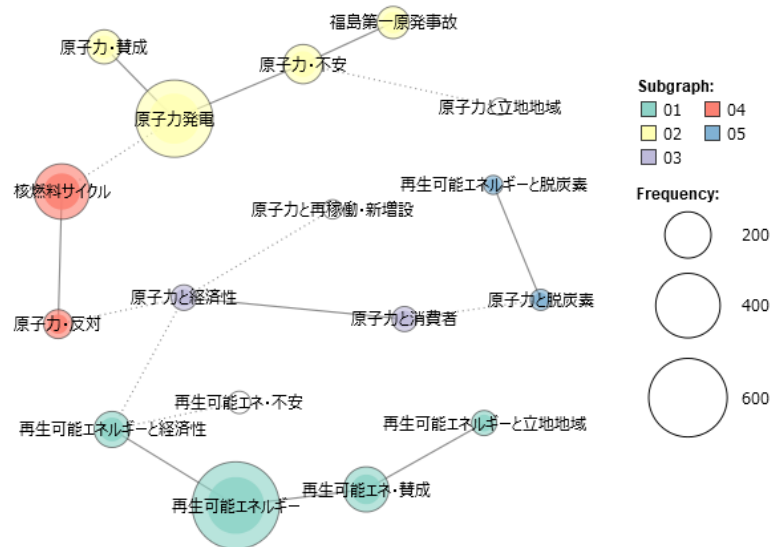 福島第一原発事故
原子力・賛成
原子力・不安
原子力と立地地域
原子力発電
核燃料サイクル
再生可能エネルギーと脱炭素
原子力と再稼働・新増設
原子力と経済性
原子力と脱炭素
原子力・反対
原子力と消費者
再生可能エネ・不安
再生可能エネルギーと経済性
再生可能エネルギーと立地地域
再生可能エネ・賛成
再生可能エネルギー
Subgraph:
01 04
02 05
03
Frequency:
200
400
600